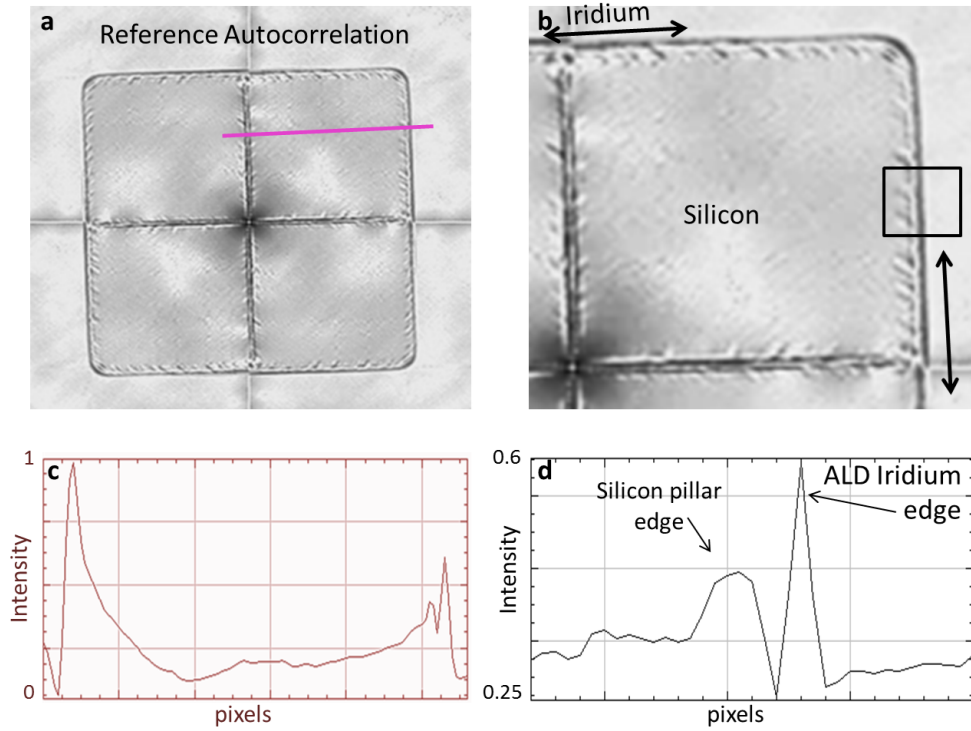 a
Reference Autocorrelation
b
Iridium
Silicon
c
1
0
Intensity
pixels
d
0.6
0.25
Intensity
Silicon pillar
edge
ALD Iridium
edge
pixels